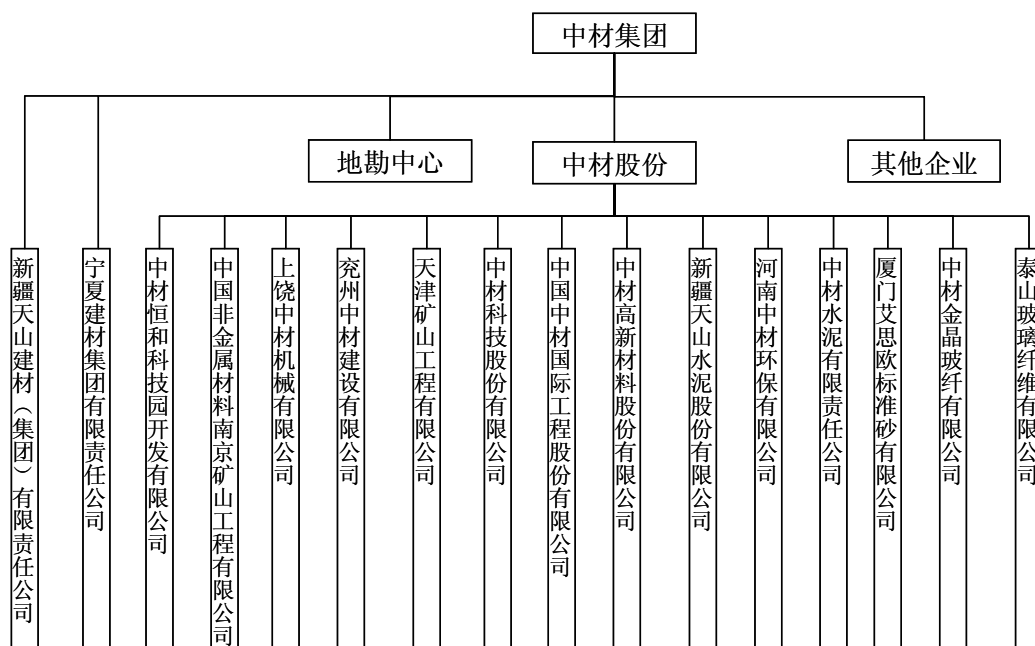 中材集团
地勘中心
中材股份
其他企业
新疆天山建材（集团）有限责任公司
宁夏建材集团有限责任公司
中材恒和科技园开发有限公司
中国非金属材料南京矿山工程有限公司
上饶中材机械有限公司
兖州中材建设有限公司
天津矿山工程有限公司
中材科技股份有限公司
中国中材国际工程股份有限公司
中材高新材料股份有限公司
新疆天山水泥股份有限公司
河南中材环保有限公司
中材水泥有限责任公司
厦门艾思欧标准砂有限公司
中材金晶玻纤有限公司
泰山玻璃纤维有限公司